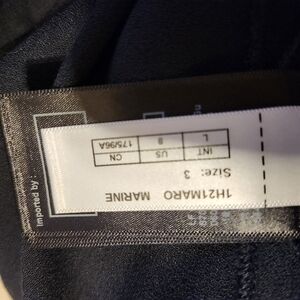 1H21MARO MARINE
Size: 3
INT US CN
L 8 175/96A
imported by :